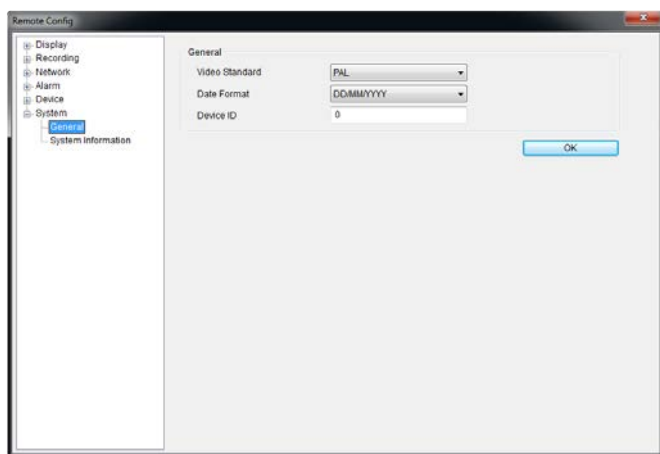 Remote Config
Display
Recording
Network
Alarm
Device
System
General
System Information
General
Video Standard PAL
Date Format DD/MM/YYYY
Device ID 0
OK